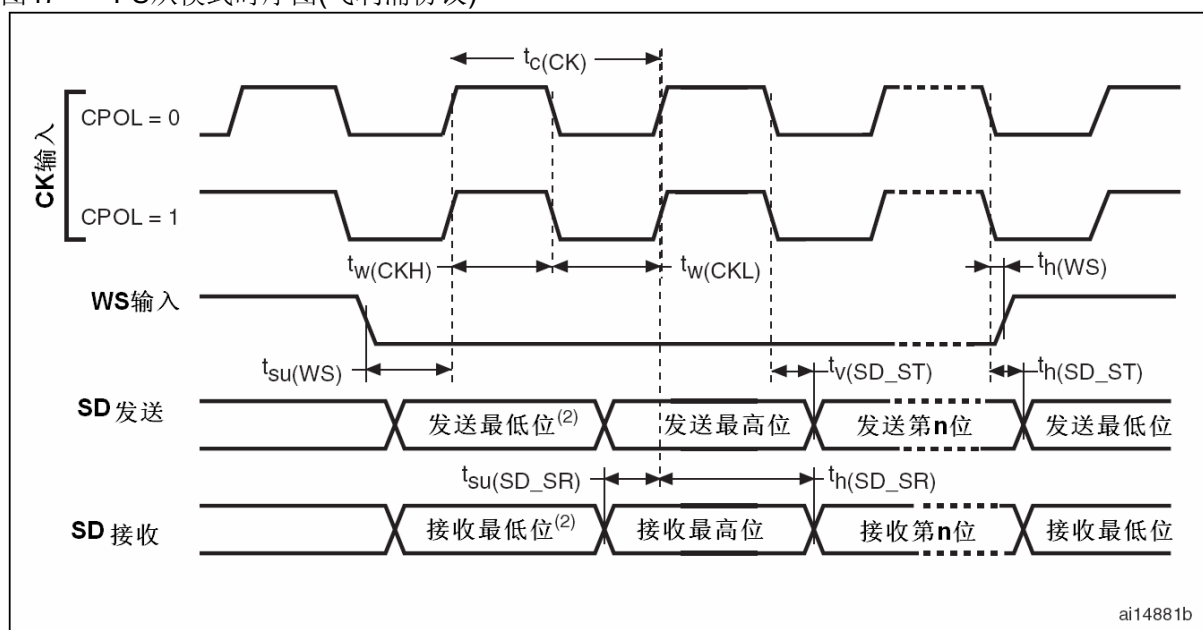 tc(CK)
CPOL = 0
CK输入
CPOL = 1
tw(CKH)
tw(CKL)
th(WS)
WS输入
tsu(WS)
tv(SD_ST)
th(SD_ST)
SD 发送
发送最低位(2)
发送最高位
发送第n位
发送最低位
tsu(SD_SR)
th(SD_SR)
SD 接收
接收最低位(2)
接收最高位
接收第n位
接收最低位
ai14881b